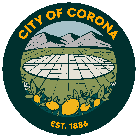 CITY OF CORONA
EST. 1886